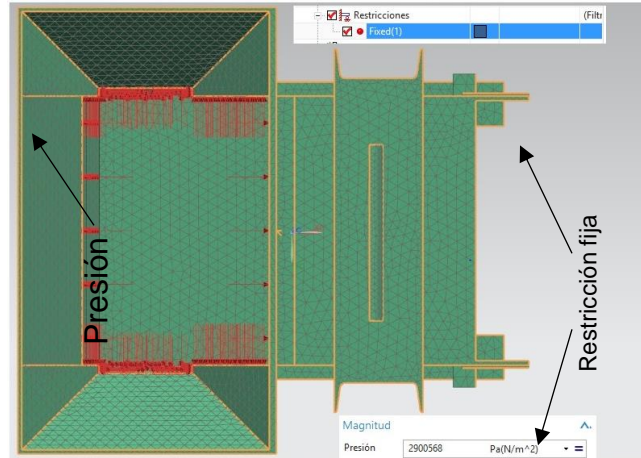 Restricciones (Filtr
Fixed(1)
Presión
Restricción fija
Magnitud
Presión 2900568 Pa(N/m^2)